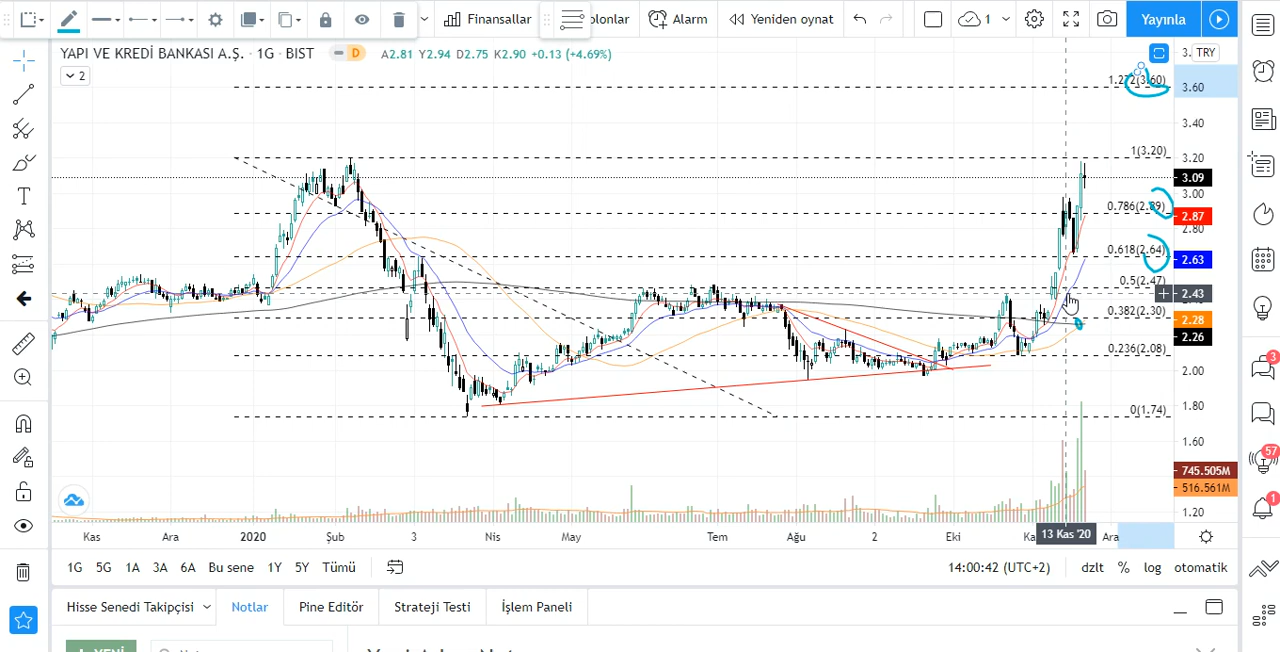 Finansallar
olonlar
Alarm
Yeniden oynat
1
Yayınla
YAPI VE KREDİ BANKASI A.Ş. · 1G · BIST
D
A2.81 Y2.94 D2.75 K2.90 +0.13 (+4.69%)
2
TRY
1.272(3.60)
3.60
3.40
1(3.20)
3.20
3.09
3.00
0.786(2.89)
2.87
2.80
0.618(2.64)
2.63
0.5(2.47)
2.43
0.382(2.30)
2.28
2.26
0.236(2.08)
2.00
0(1.74)
1.80
1.60
745.505M
516.561M
1.20
3
57
1
Kas Ara 2020 Şub 3 Nis May Tem Ağu 2 Eki 13 Kas '20 Ara
1G 5G 1A 3A 6A Bu sene 1Y 5Y Tümü
14:00:42 (UTC+2) dzlt % log otomatik
Hisse Senedi Takipçisi Notlar Pine Editör Strateji Testi İşlem Paneli